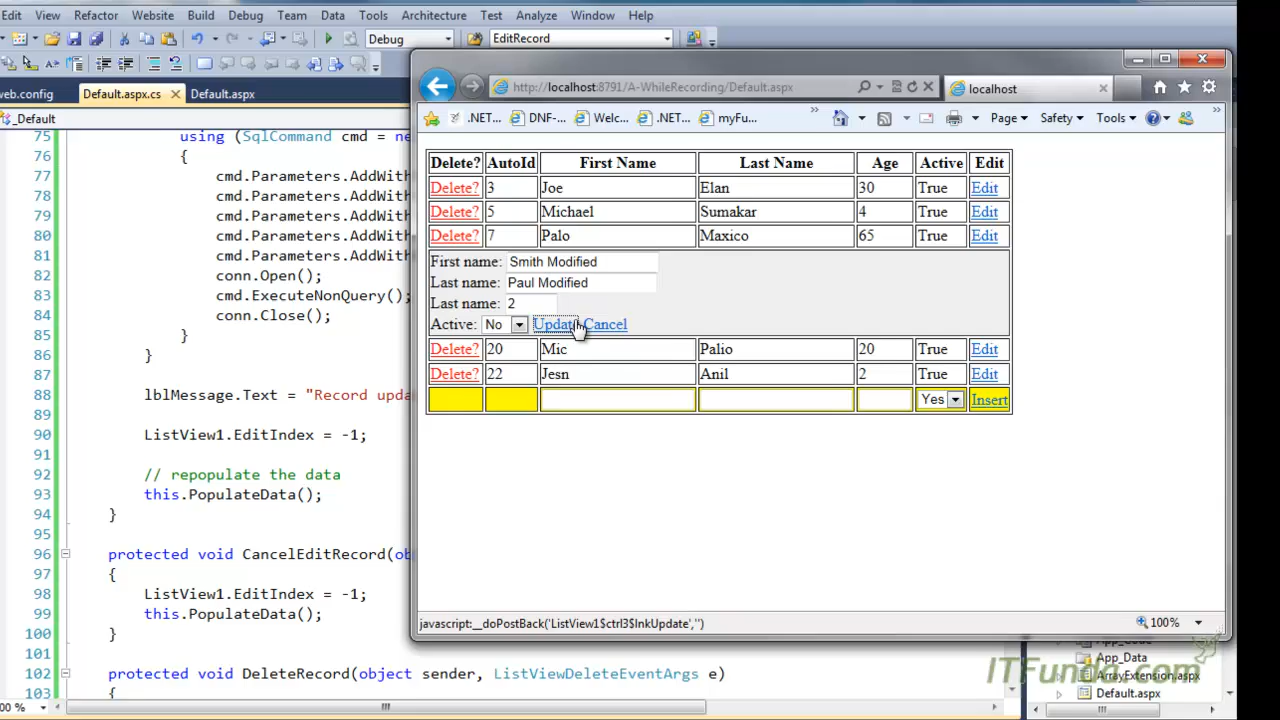 Edit View Refactor Website Build Debug Team Data Tools Architecture Test Analyze Window Help
Debug EditRecord
web.config Default.aspx.cs Default.aspx
_Default
75 using (SqlCommand cmd = ne
76 {
77 cmd.Parameters.AddWith
78 cmd.Parameters.AddWith
79 cmd.Parameters.AddWith
80 cmd.Parameters.AddWith
81 cmd.Parameters.AddWith
82 conn.Open();
83 cmd.ExecuteNonQuery();
84 conn.Close();
85 }
86 }
87
88 lblMessage.Text = "Record upda
89
90 ListView1.EditIndex = -1;
91
92 // repopulate the data
93 this.PopulateData();
94 }
95
96 protected void CancelEditRecord(ob
97 {
98 ListView1.EditIndex = -1;
99 this.PopulateData();
100 }
101
102 protected void DeleteRecord(object sender, ListViewDeleteEventArgs e)
103 {
00 %
http://localhost:8791/A-WhileRecording/Default.aspx localhost
.NET... DNF-... Welc... .NET... myFu... Page Safety Tools
Delete? AutoId First Name Last Name Age Active Edit
Delete? 3 Joe Elan 30 True Edit
Delete? 5 Michael Sumakar 4 True Edit
Delete? 7 Palo Maxico 65 True Edit
First name: Smith Modified
Last name: Paul Modified
Last name: 2
Active: No Update Cancel
Delete? 20 Mic Palio 20 True Edit
Delete? 22 Jesn Anil 2 True Edit
Yes Insert
javascript:__doPostBack('ListView1$ctrl3$lnkUpdate','') 100%
App_Code
App_Data
ArrayExtension.aspx
Default.aspx
ITFunda.com